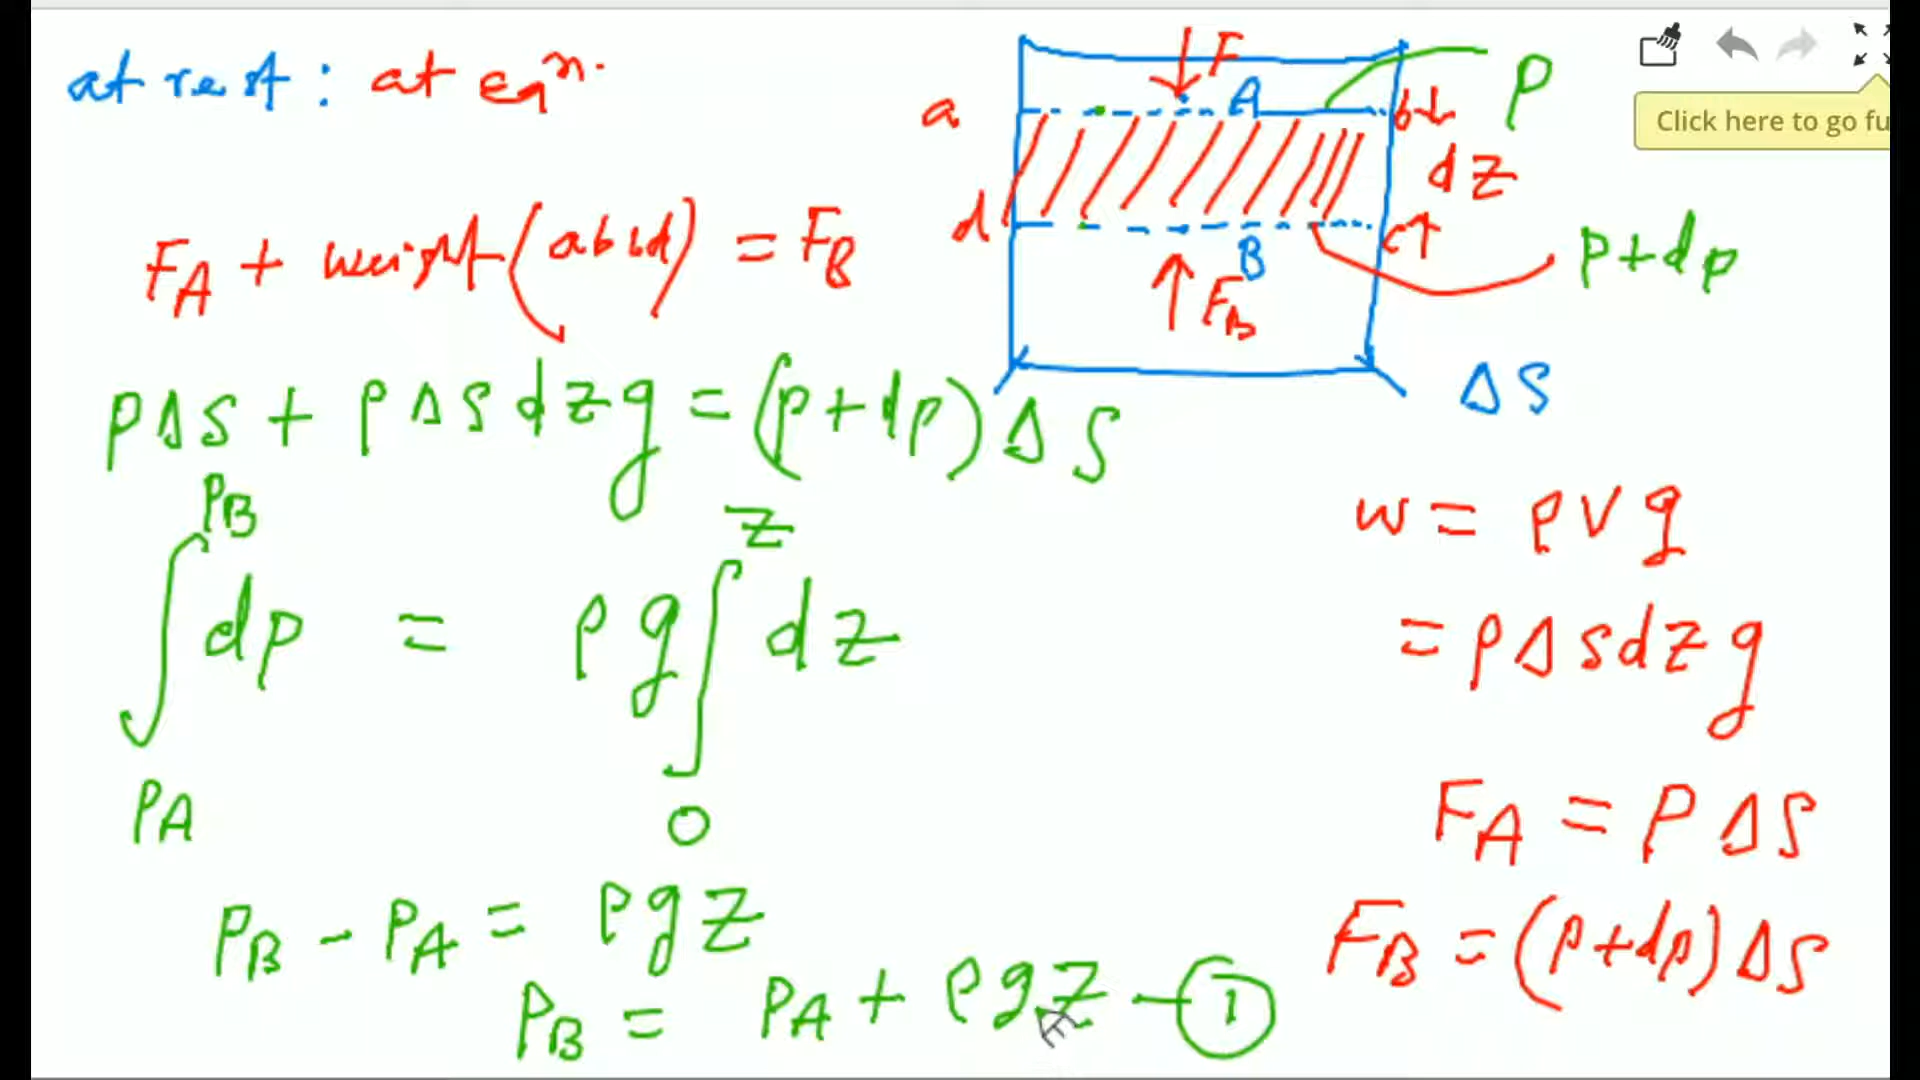 at rest : at Eqn.
F
A
a
b
P
dz
d
c
B
FB
p+dp
ΔS
FA + weight (abcd) = FB
pΔS + ρΔSdzg = (p+dp)ΔS
∫ dp = ρg ∫ dz
PB
z
PA
0
PB - PA = ρgz
PB = PA + ρgz - 1
w = ρVg
= ρΔSdzg
FA = PΔS
FB = (p+dp)ΔS
Click here to go fu